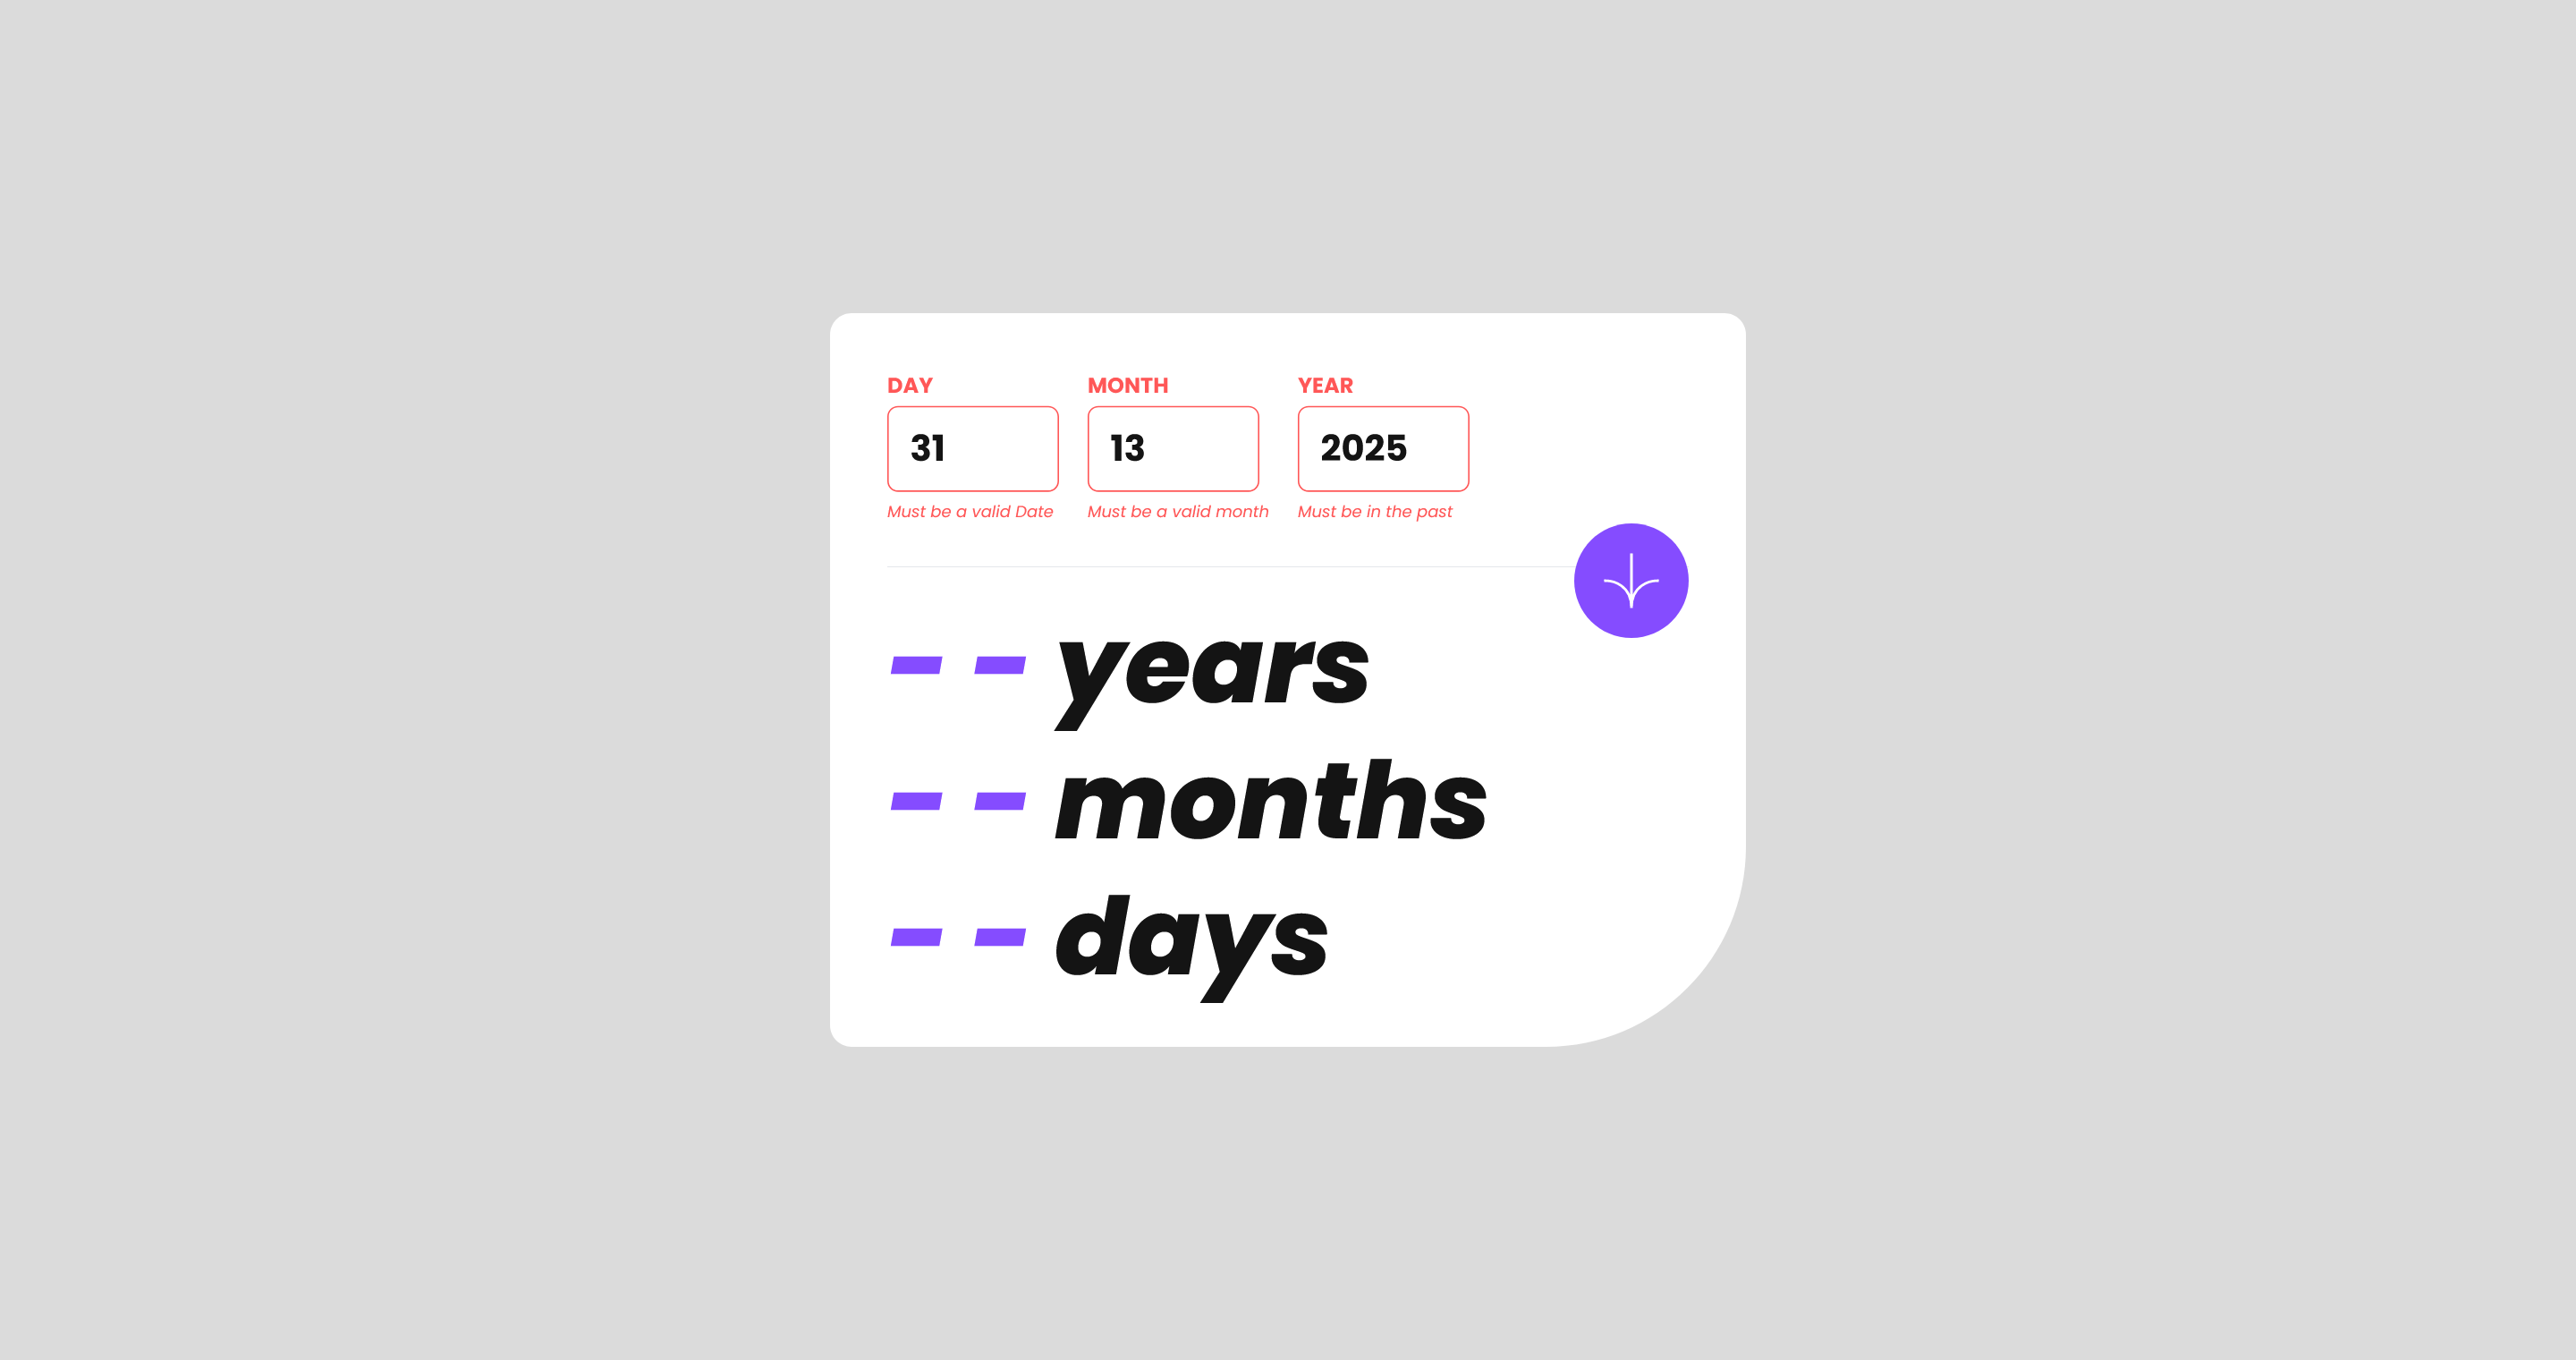 DAY MONTH YEAR
31 13 2025
Must be a valid Date Must be a valid month Must be in the past
- - years
- - months
- - days